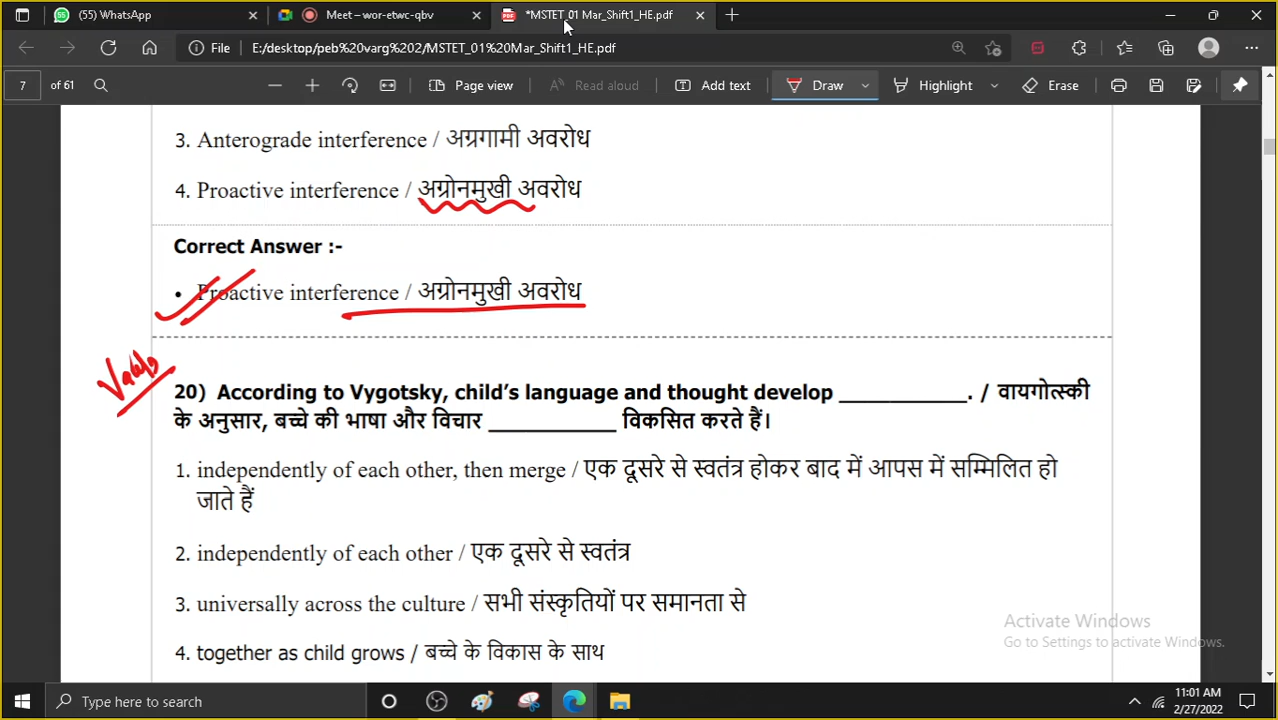 (55) WhatsApp
Meet – wor-etwc-qbv
*MSTET_01 Mar_Shift1_HE.pdf
File
E:/desktop/peb%20varg%202/MSTET_01%20Mar_Shift1_HE.pdf
7 of 61
Page view
Read aloud
Add text
Draw
Highlight
Erase
3. Anterograde interference / अग्रगामी अवरोध
4. Proactive interference / अग्रोनमुखी अवरोध
Correct Answer :-
• Proactive interference / अग्रोनमुखी अवरोध
20) According to Vygotsky, child's language and thought develop ___________. / वायगोत्स्की
के अनुसार, बच्चे की भाषा और विचार ___________ विकसित करते हैं।
1. independently of each other, then merge / एक दूसरे से स्वतंत्र होकर बाद में आपस में सम्मिलित हो
जाते हैं
2. independently of each other / एक दूसरे से स्वतंत्र
3. universally across the culture / सभी संस्कृतियों पर समानता से
4. together as child grows / बच्चे के विकास के साथ
Activate Windows
Go to Settings to activate Windows.
Type here to search
11:01 AM
2/27/2022